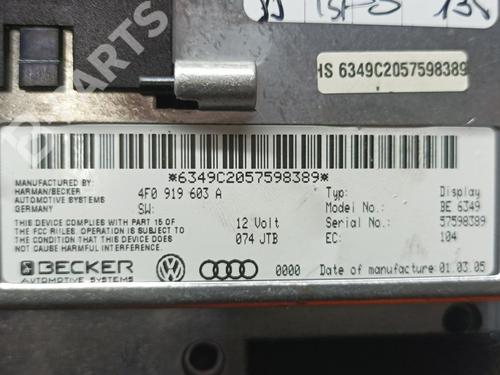 HS 6349C2057598389
*6349C2057598389*
MANUFACTURED BY
HARMAN/BECKER
AUTOMOTIVE SYSTEMS
GERMANY
4F0 919 603 A
SW:
Typ: Display
Model No.: BE 6349
THIS DEVICE COMPLIES WITH PART 15 OF
THE FCC RULES. OPERATION IS SUBJECT
TO THE CONDITION THAT THIS DEVICE DOES
NOT CAUSE HARMFUL INTERFERENCE.
12 Volt
074 JTB
Serial No.: 57598389
EC: 104
BECKER
AUTOMOTIVE SYSTEMS
0000
Date of manufacture: 01 03.05